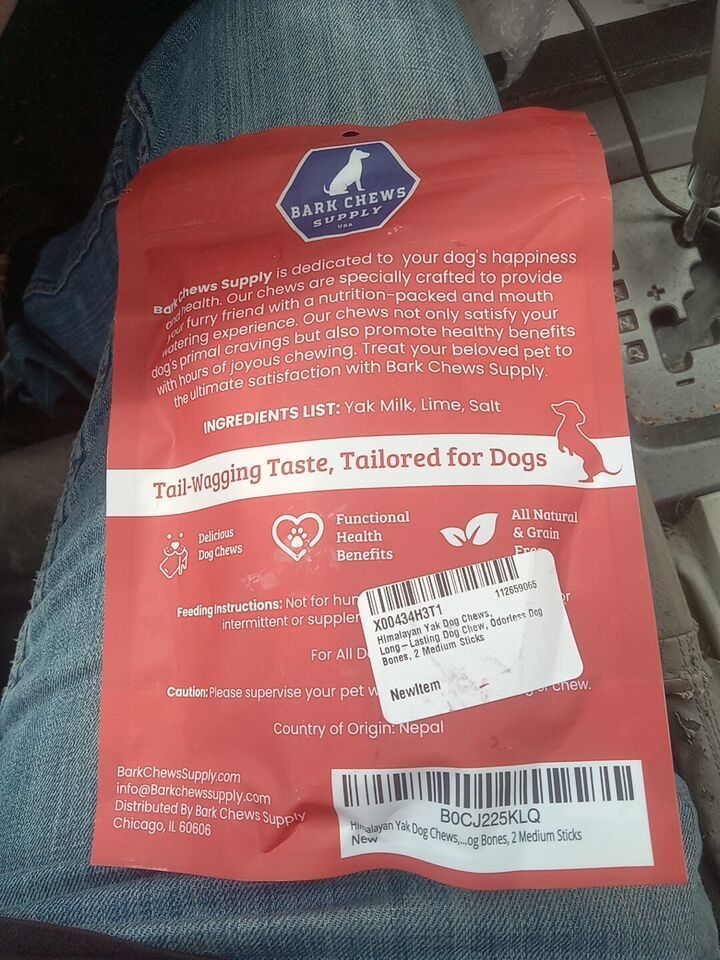 BARK CHEWS
SUPPLY
USA
Bark Chews Supply is dedicated to your dog's happiness
and health. Our chews are specially crafted to provide
your furry friend with a nutrition-packed and mouth
watering experience. Our chews not only satisfy your
dog's primal cravings but also promote healthy benefits
with hours of joyous chewing. Treat your beloved pet to
the ultimate satisfaction with Bark Chews Supply.
INGREDIENTS LIST: Yak Milk, Lime, Salt
Tail-Wagging Taste, Tailored for Dogs
Delicious
Dog Chews
Functional
Health
Benefits
All Natural
& Grain
Free
Feeding Instructions: Not for
intermittent or
For All
Caution: Please supervise your pet
chew.
Country of Origin: Nepal
X00434H3T1
112659065
Himalayan Yak Dog Chews,
Long-Lasting Dog Chew, Odorless Dog
Bones, 2 Medium Sticks
NewItem
BarkChewsSupply.com
info@Barkchewssupply.com
Distributed By Bark Chews Supply
Chicago, IL 60606
B0CJ225KLQ
Himalayan Yak Dog Chews,...og Bones, 2 Medium Sticks
New